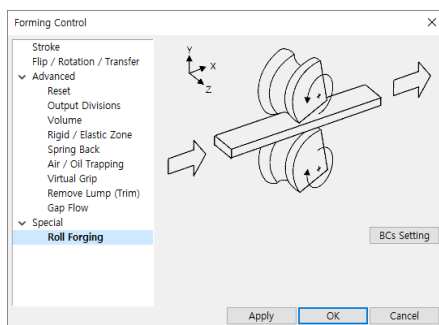 Forming Control
Stroke
Flip / Rotation / Transfer
Advanced
Reset
Output Divisions
Volume
Rigid / Elastic Zone
Spring Back
Air / Oil Trapping
Virtual Grip
Remove Lump (Trim)
Gap Flow
Special
Roll Forging
Y
X
Z
BCs Setting
Apply
OK
Cancel